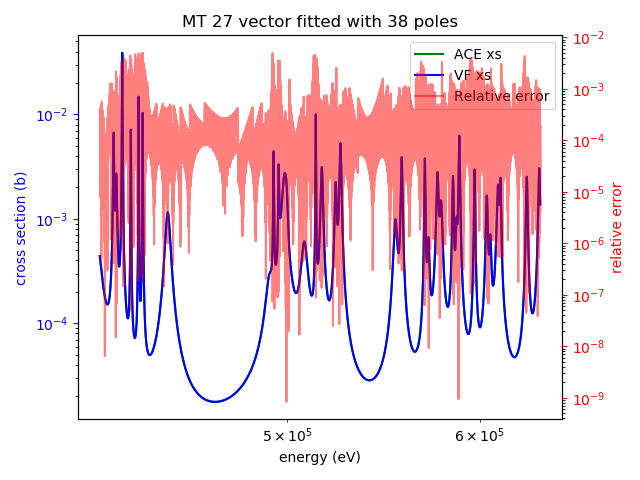 MT 27 vector fitted with 38 poles
ACE xs
VF xs
Relative error
cross section (b)
10⁻²
10⁻³
10⁻⁴
10⁻²
10⁻³
10⁻⁴
10⁻⁵
10⁻⁶
10⁻⁷
10⁻⁸
10⁻⁹
relative error
5 × 10⁵
6 × 10⁵
energy (eV)